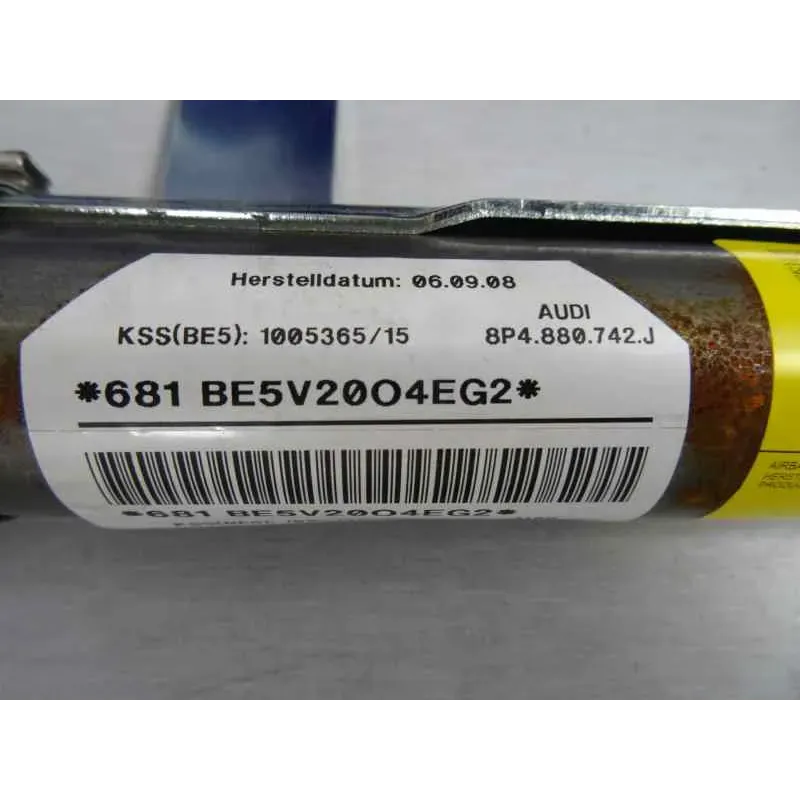 Herstelldatum: 06.09.08
AUDI
KSS(BE5): 1005365/15 8P4.880.742.J
*681 BE5V20O4EG2*
*681 BE5V20O4EG2*